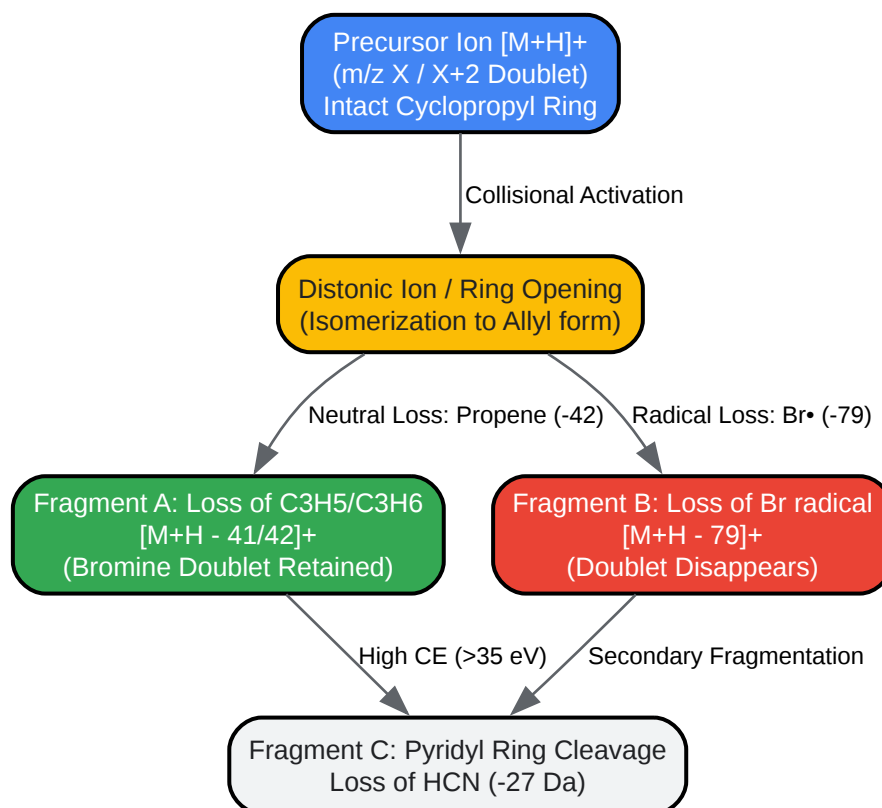 Precursor Ion [M+H]+
(m/z X / X+2 Doublet)
Intact Cyclopropyl Ring
Collisional Activation
Distonic Ion / Ring Opening
(Isomerization to Allyl form)
Neutral Loss: Propene (-42)
Radical Loss: Br• (-79)
Fragment A: Loss of C3H5/C3H6
[M+H - 41/42]+
(Bromine Doublet Retained)
Fragment B: Loss of Br radical
[M+H - 79]+
(Doublet Disappears)
High CE (>35 eV)
Secondary Fragmentation
Fragment C: Pyridyl Ring Cleavage
Loss of HCN (-27 Da)